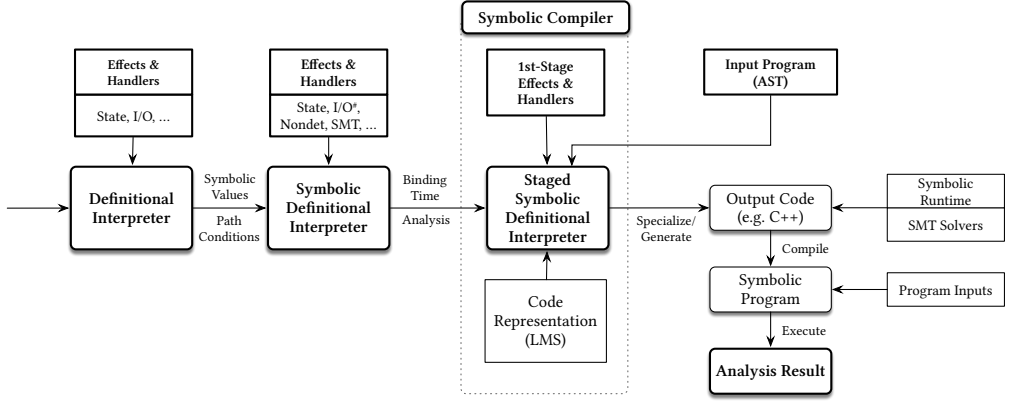 Symbolic Compiler
Effects &
Handlers
State, I/O, ...
Effects &
Handlers
State, I/O#,
Nondet, SMT, ...
1st-Stage
Effects &
Handlers
Input Program
(AST)
Definitional
Interpreter
Symbolic
Values
Path
Conditions
Symbolic
Definitional
Interpreter
Binding
Time
Analysis
Staged
Symbolic
Definitional
Interpreter
Specialize/
Generate
Output Code
(e.g. C++)
Symbolic
Runtime
SMT Solvers
Compile
Code
Representation
(LMS)
Symbolic
Program
Program Inputs
Execute
Analysis Result